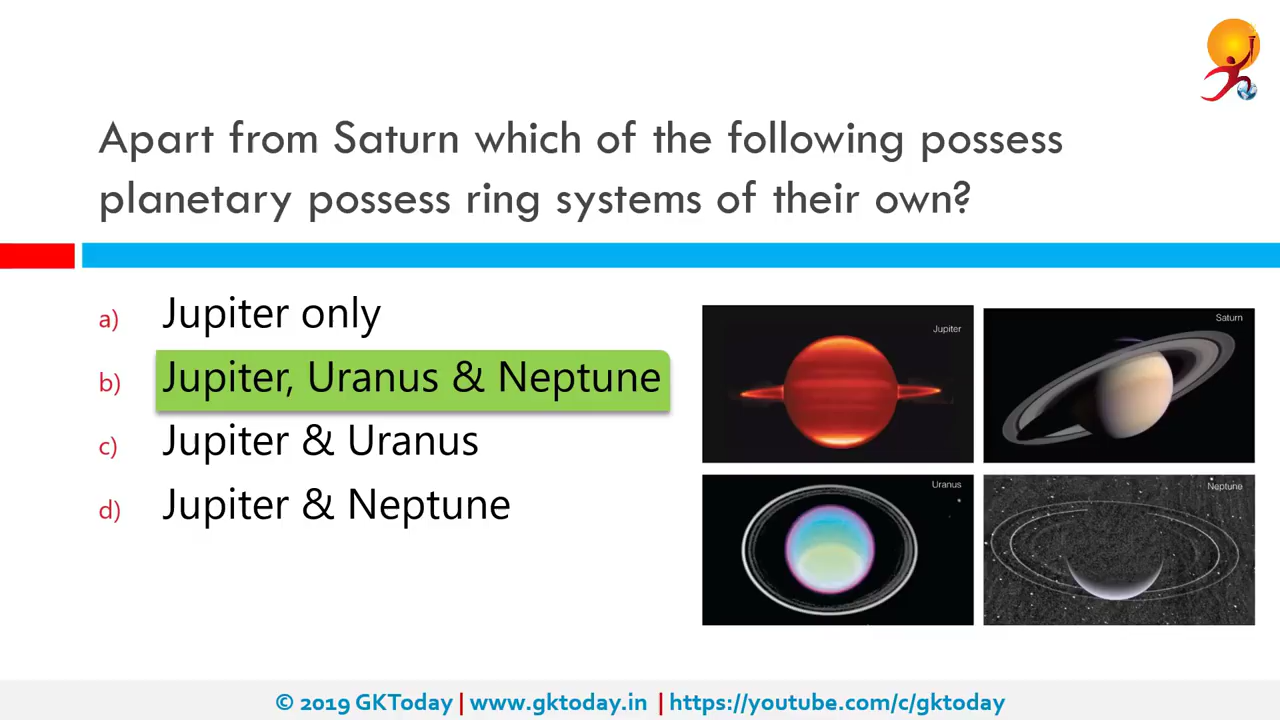 Apart from Saturn which of the following possess
planetary possess ring systems of their own?
a) Jupiter only
b) Jupiter, Uranus & Neptune
c) Jupiter & Uranus
d) Jupiter & Neptune
Jupiter
Saturn
Uranus
Neptune
© 2019 GKToday | www.gktoday.in | https://youtube.com/c/gktoday